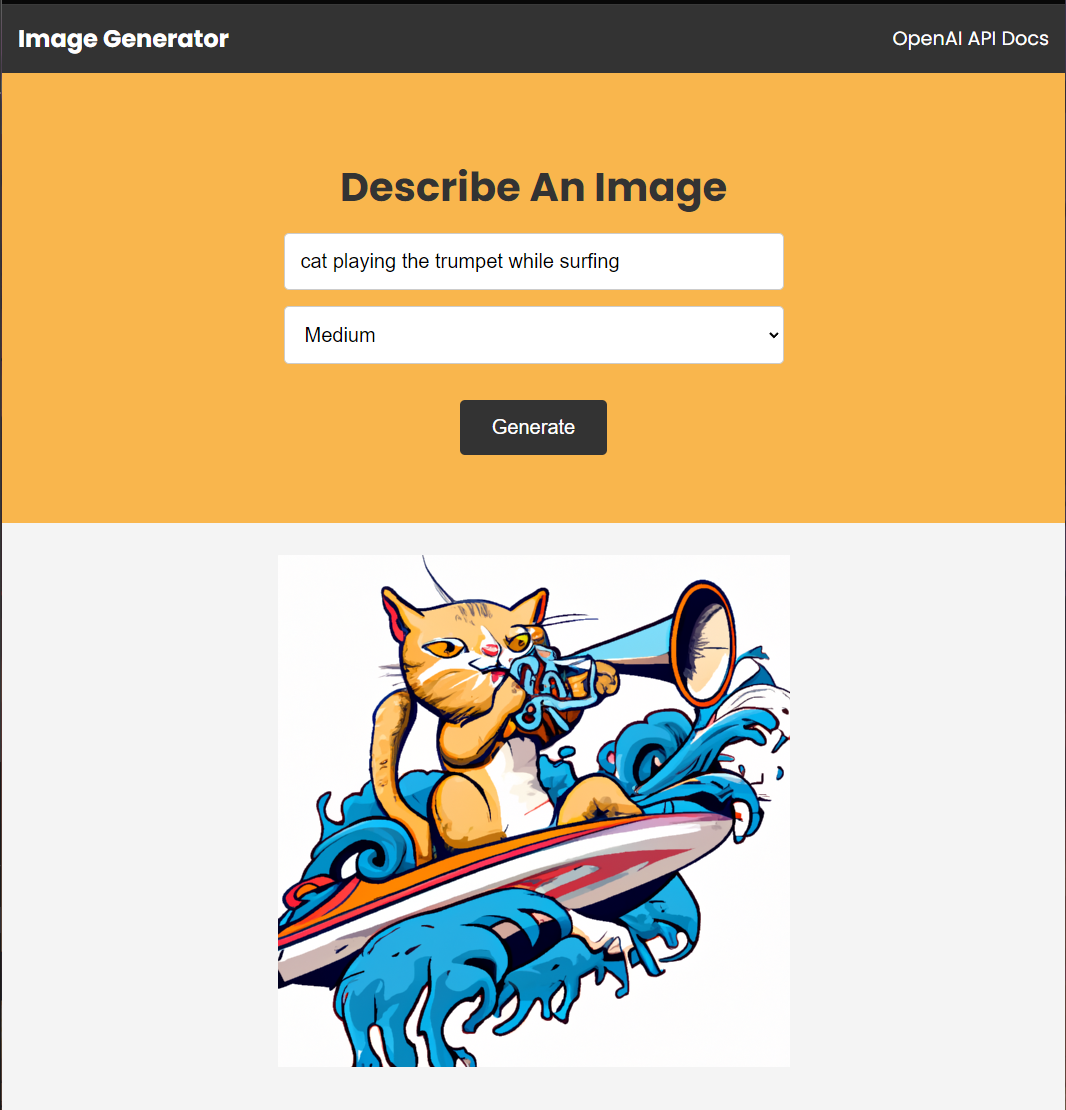 Image Generator
OpenAI API Docs
Describe An Image
cat playing the trumpet while surfing
Medium
Generate